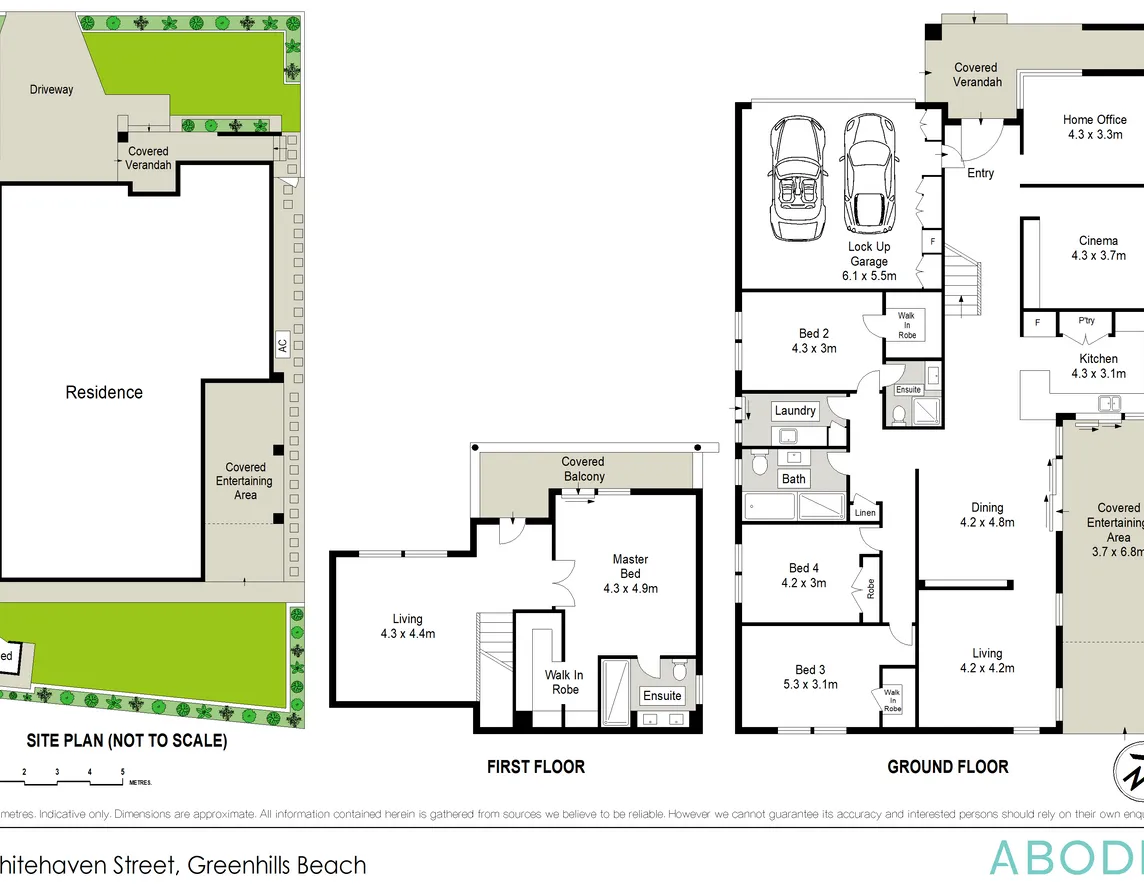 Driveway
Covered
Verandah
Residence
AC
Covered
Entertaining
Area
ed
SITE PLAN (NOT TO SCALE)
2 3 4 5
METRES.
Covered
Balcony
Master
Bed
4.3 x 4.9m
Living
4.3 x 4.4m
Walk In
Robe
Ensuite
FIRST FLOOR
Covered
Verandah
Home Office
4.3 x 3.3m
Entry
Cinema
4.3 x 3.7m
Lock Up
Garage
6.1 x 5.5m
F
Walk
In
Robe
Bed 2
4.3 x 3m
F
P'try
Kitchen
4.3 x 3.1m
Ensuite
Laundry
Bath
Linen
Dining
4.2 x 4.8m
Covered
Entertaining
Area
3.7 x 6.8m
Bed 4
4.2 x 3m
Robe
Living
4.2 x 4.2m
Bed 3
5.3 x 3.1m
Walk
In
Robe
GROUND FLOOR
N
metres. Indicative only. Dimensions are approximate. All information contained herein is gathered from sources we believe to be reliable. However we cannot guarantee its accuracy and interested persons should rely on their own enqu
hitehaven Street, Greenhills Beach
ABOD